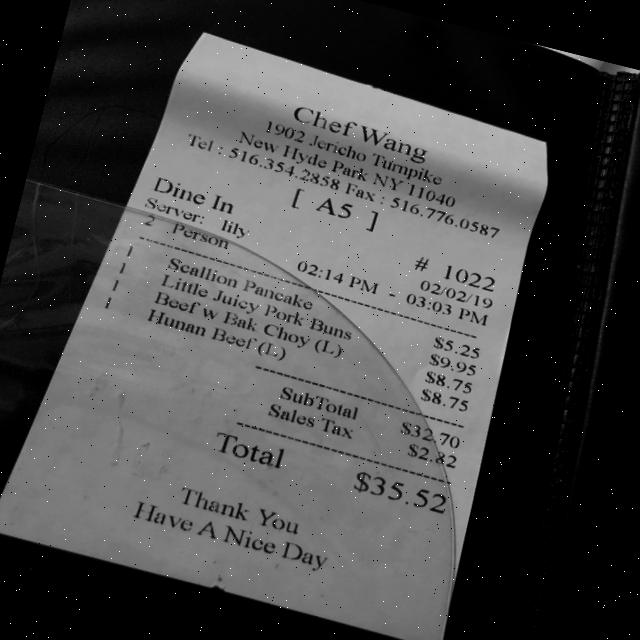 Chef Wang
1902 Jericho Turnpike
New Hyde Park, NY 11040
Tel : 516.354.2858 Fax : 516.776.0587
Dine In [ A5 ] # 1022
Server: lily 02/02/19
2 Person 02:14 PM - 03:03 PM
1 Scallion Pancake $5.25
1 Little Juicy Pork Buns $9.95
1 Beef W Bak Choy (L) $8.75
1 Hunan Beef (L) $8.75
SubTotal $32.70
Sales Tax $2.82
Total $35.52
Thank You
Have A Nice Day